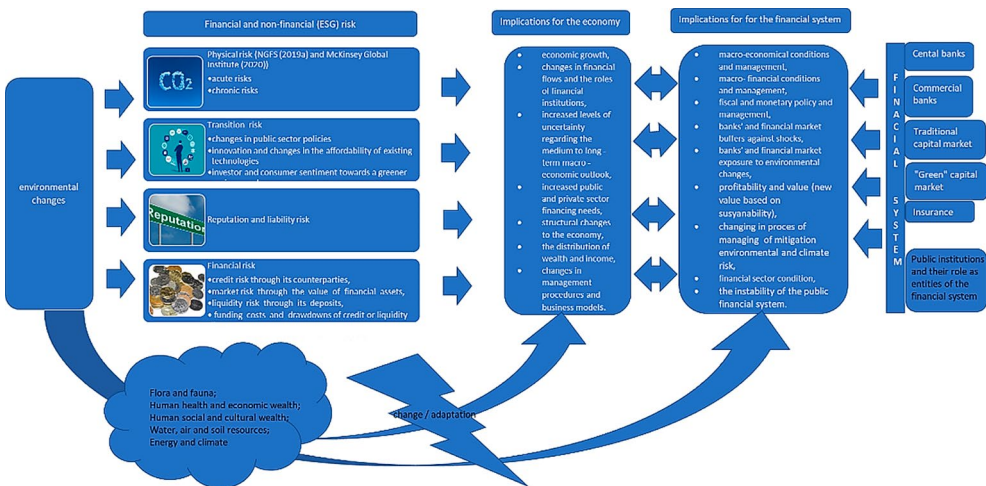 Financial and non-financial (ESG) risk
Implications for the economy
Implications for for the financial system
environmental
changes
CO2
Physical risk (NGFS (2019a) and McKinsey Global
Institute (2020))
•acute risks
•chronic risks
Transition risk
•changes in public sector policies
•innovation and changes in the affordability of existing
technologies
•investor and consumer sentiment towards a greener
Reputation
Reputation and liability risk
Financial risk
•credit risk through its counterparties,
•market risk through the value of financial assets,
•liquidity risk through its deposits,
• funding costs and drawdowns of credit or liquidity
• economic growth,
• changes in financial
flows and the roles
of financial
institutions,
• increased levels of
uncertainty
regarding the
medium to long -
term macro -
economic outlook,
• increased public
and private sector
financing needs,
• structural changes
to the economy,
• the distribution of
wealth and income,
• changes in
management
procedures and
business models.
• macro-economical conditions
and management,
• macro- financial conditions
and management,
• fiscal and monetary policy and
management,
• banks' and financial market
buffers against shocks,
• banks' and financial market
exposure to environmental
changes,
• profitability and value (new
value based on
susyanability),
• changing in proces of
managing of mitigation
environmental and climate
risk,
• financial sector condition,
• the instability of the public
financial system.
F
I
N
A
C
I
A
L
S
Y
S
T
E
M
Cental banks
Commercial
banks
Traditional
capital market
"Green" capital
market
Insurance
Public institutions
and their role as
entities of the
financial system
Flora and fauna;
Human health and economic wealth;
Human social and cultural wealth;
Water, air and soil resources;
Energy and climate
change / adaptation